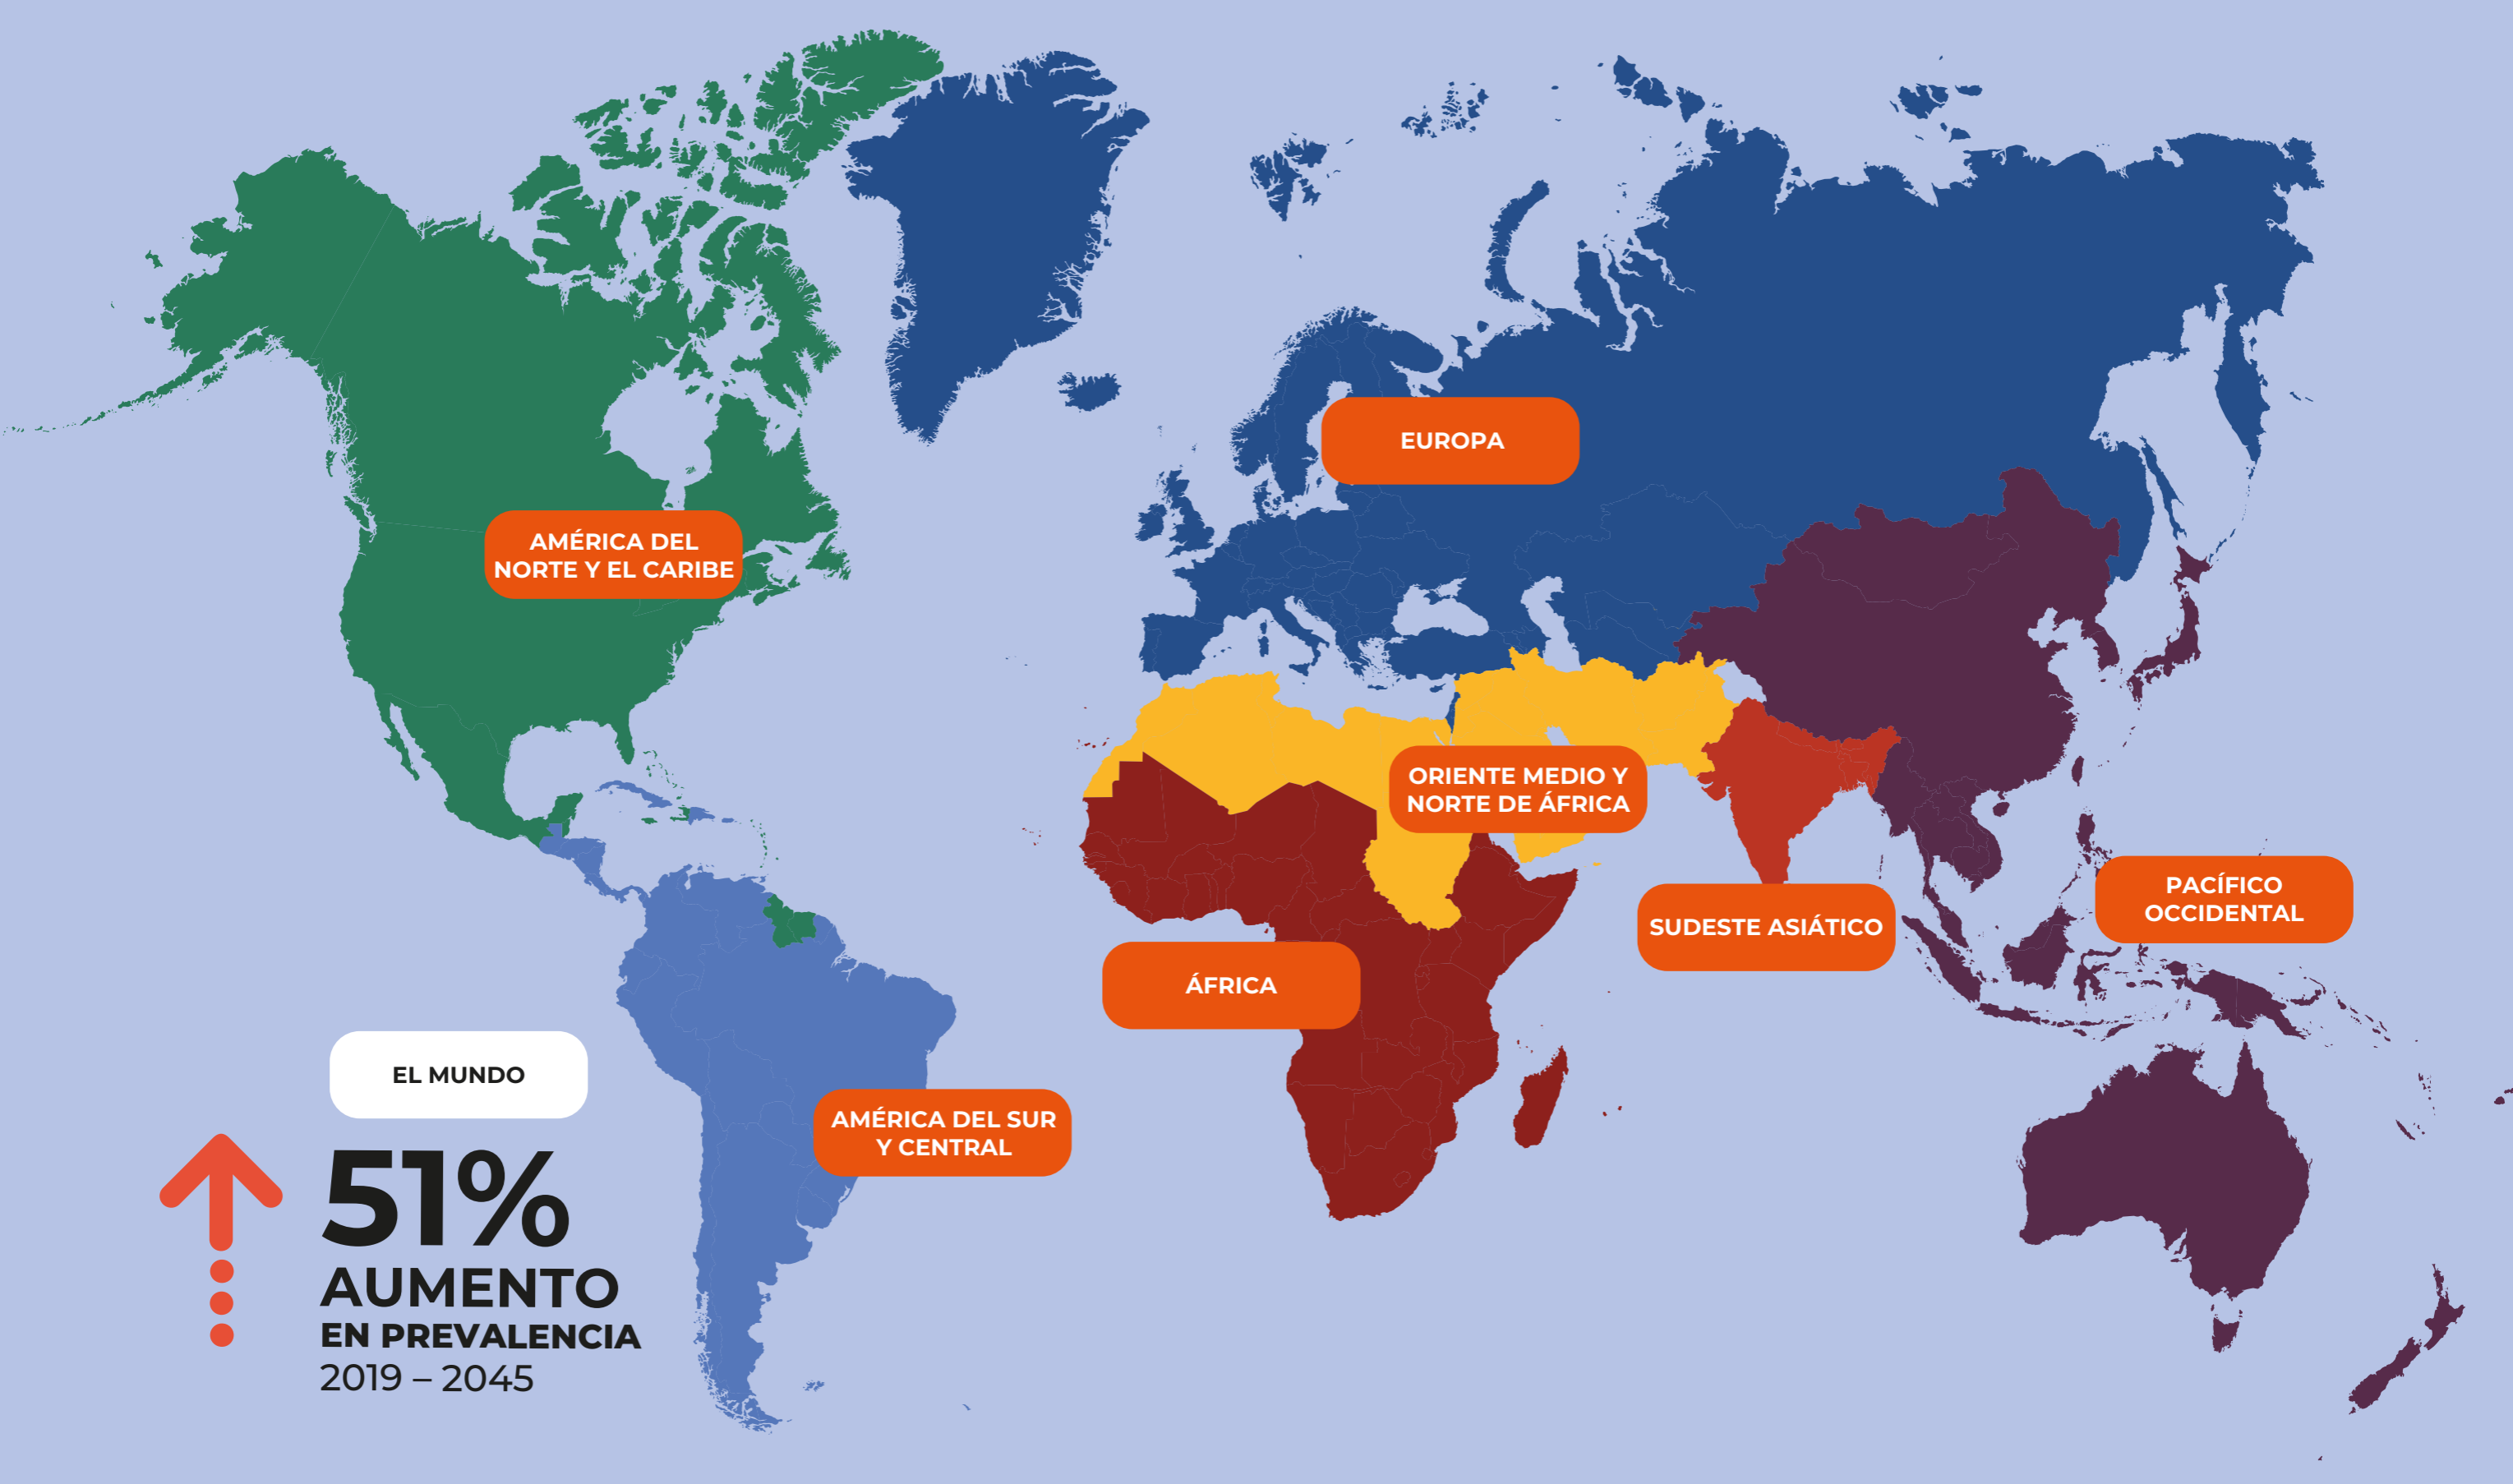 EUROPA
AMÉRICA DEL
NORTE Y EL CARIBE
ORIENTE MEDIO Y
NORTE DE ÁFRICA
PACÍFICO
OCCIDENTAL
SUDESTE ASIÁTICO
ÁFRICA
AMÉRICA DEL SUR
Y CENTRAL
EL MUNDO
51%
AUMENTO
EN PREVALENCIA
2019 – 2045